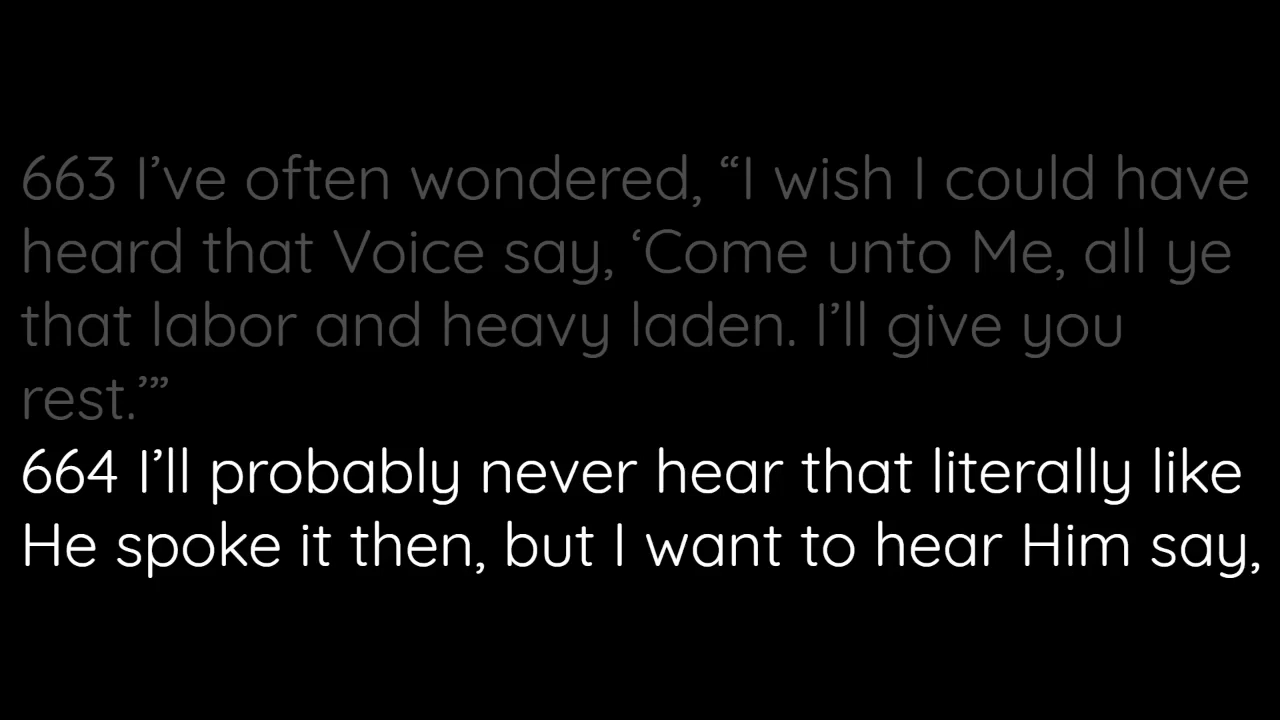 663 I’ve often wondered, “I wish I could have
heard that Voice say, ‘Come unto Me, all ye
that labor and heavy laden. I’ll give you
rest.’”
664 I’ll probably never hear that literally like
He spoke it then, but I want to hear Him say,